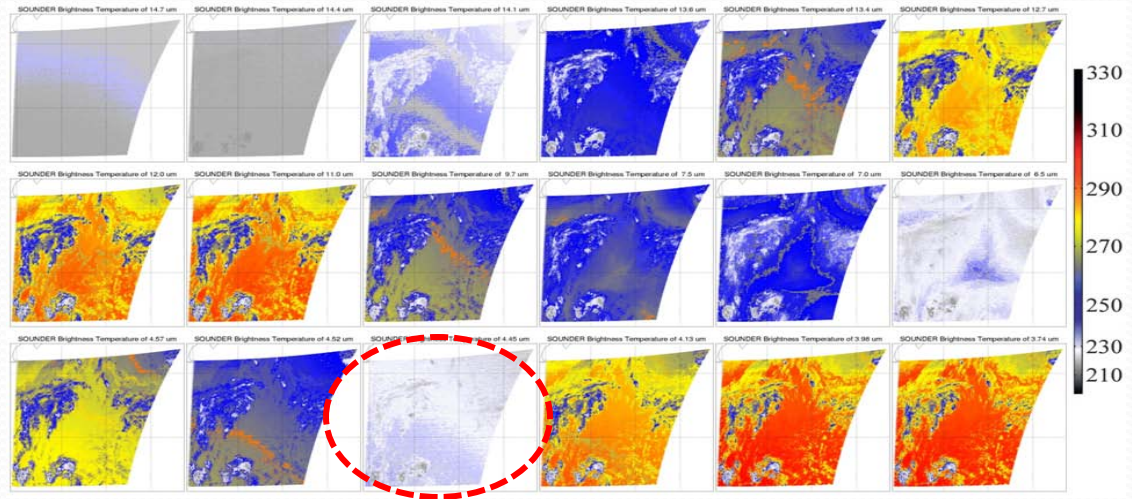 SOUNDER Brightness Temperature of 14.7 um
SOUNDER Brightness Temperature of 14.4 um
SOUNDER Brightness Temperature of 14.1 um
SOUNDER Brightness Temperature of 13.6 um
SOUNDER Brightness Temperature of 13.4 um
SOUNDER Brightness Temperature of 12.7 um
330
310
290
270
250
230
210
SOUNDER Brightness Temperature of 12.0 um
SOUNDER Brightness Temperature of 11.0 um
SOUNDER Brightness Temperature of 9.7 um
SOUNDER Brightness Temperature of 7.5 um
SOUNDER Brightness Temperature of 7.0 um
SOUNDER Brightness Temperature of 6.5 um
SOUNDER Brightness Temperature of 4.57 um
SOUNDER Brightness Temperature of 4.52 um
SOUNDER Brightness Temperature of 4.45 um
SOUNDER Brightness Temperature of 4.13 um
SOUNDER Brightness Temperature of 3.98 um
SOUNDER Brightness Temperature of 3.74 um